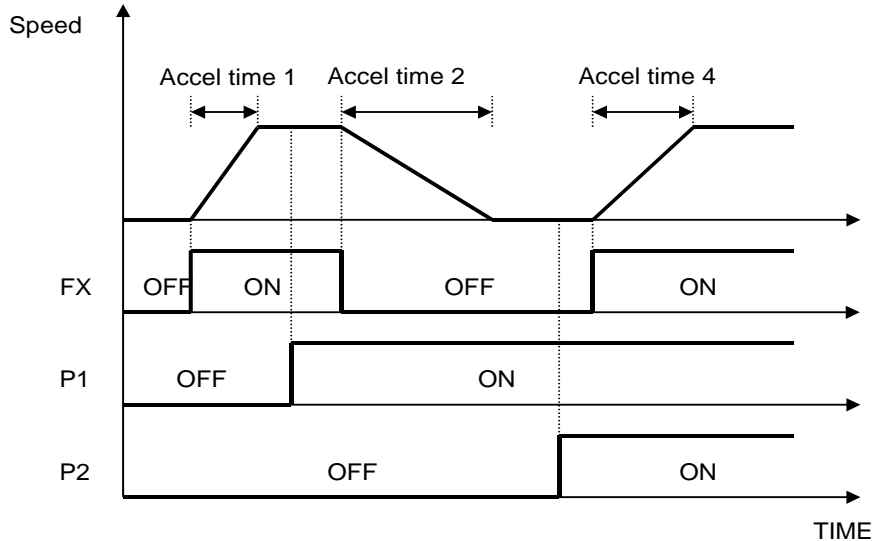 Speed
Accel time 1 Accel time 2 Accel time 4
FX OFF ON OFF ON
P1 OFF ON
P2 OFF ON
TIME